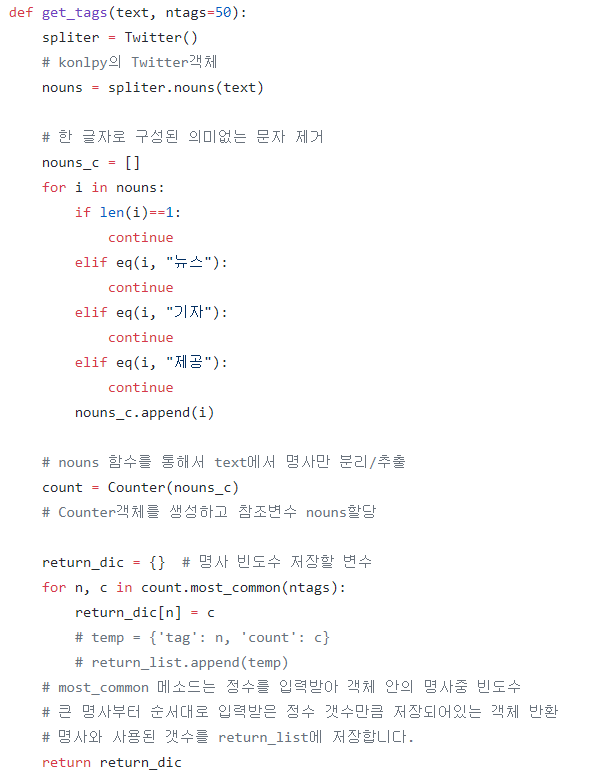 def get_tags(text, ntags=50):
    spliter = Twitter()
    # konlpy의 Twitter객체
    nouns = spliter.nouns(text)

    # 한 글자로 구성된 의미없는 문자 제거
    nouns_c = []
    for i in nouns:
        if len(i)==1:
            continue
        elif eq(i, "뉴스"):
            continue
        elif eq(i, "기자"):
            continue
        elif eq(i, "제공"):
            continue
        nouns_c.append(i)

    # nouns 함수를 통해서 text에서 명사만 분리/추출
    count = Counter(nouns_c)
    # Counter객체를 생성하고 참조변수 nouns할당

    return_dic = {}  # 명사 빈도수 저장할 변수
    for n, c in count.most_common(ntags):
        return_dic[n] = c
        # temp = {'tag': n, 'count': c}
        # return_list.append(temp)
    # most_common 메소드는 정수를 입력받아 객체 안의 명사중 빈도수
    # 큰 명사부터 순서대로 입력받은 정수 갯수만큼 저장되어있는 객체 반환
    # 명사와 사용된 갯수를 return_list에 저장합니다.
    return return_dic